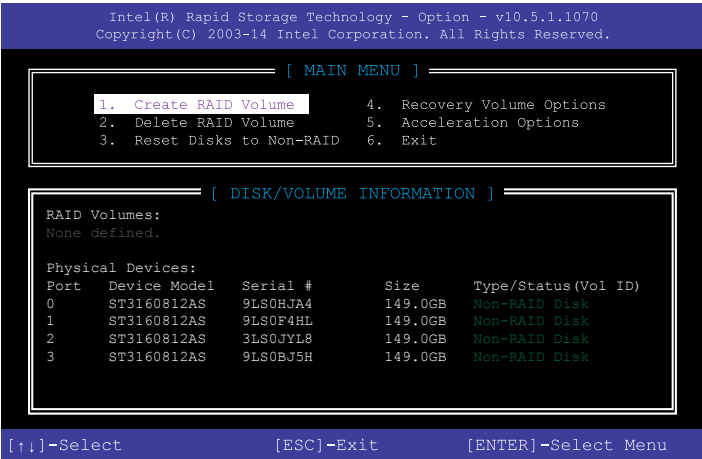 Intel(R) Rapid Storage Technology - Option - v10.5.1.1070
Copyright(C) 2003-14 Intel Corporation. All Rights Reserved.
[ MAIN MENU ]
1. Create RAID Volume 4. Recovery Volume Options
2. Delete RAID Volume 5. Acceleration Options
3. Reset Disks to Non-RAID 6. Exit
[ DISK/VOLUME INFORMATION ]
RAID Volumes:
None defined.
Physical Devices:
Port Device Model Serial # Size Type/Status(Vol ID)
0 ST3160812AS 9LS0HJA4 149.0GB Non-RAID Disk
1 ST3160812AS 9LS0F4HL 149.0GB Non-RAID Disk
2 ST3160812AS 3LS0JYL8 149.0GB Non-RAID Disk
3 ST3160812AS 9LS0BJ5H 149.0GB Non-RAID Disk
[↑↓]-Select [ESC]-Exit [ENTER]-Select Menu